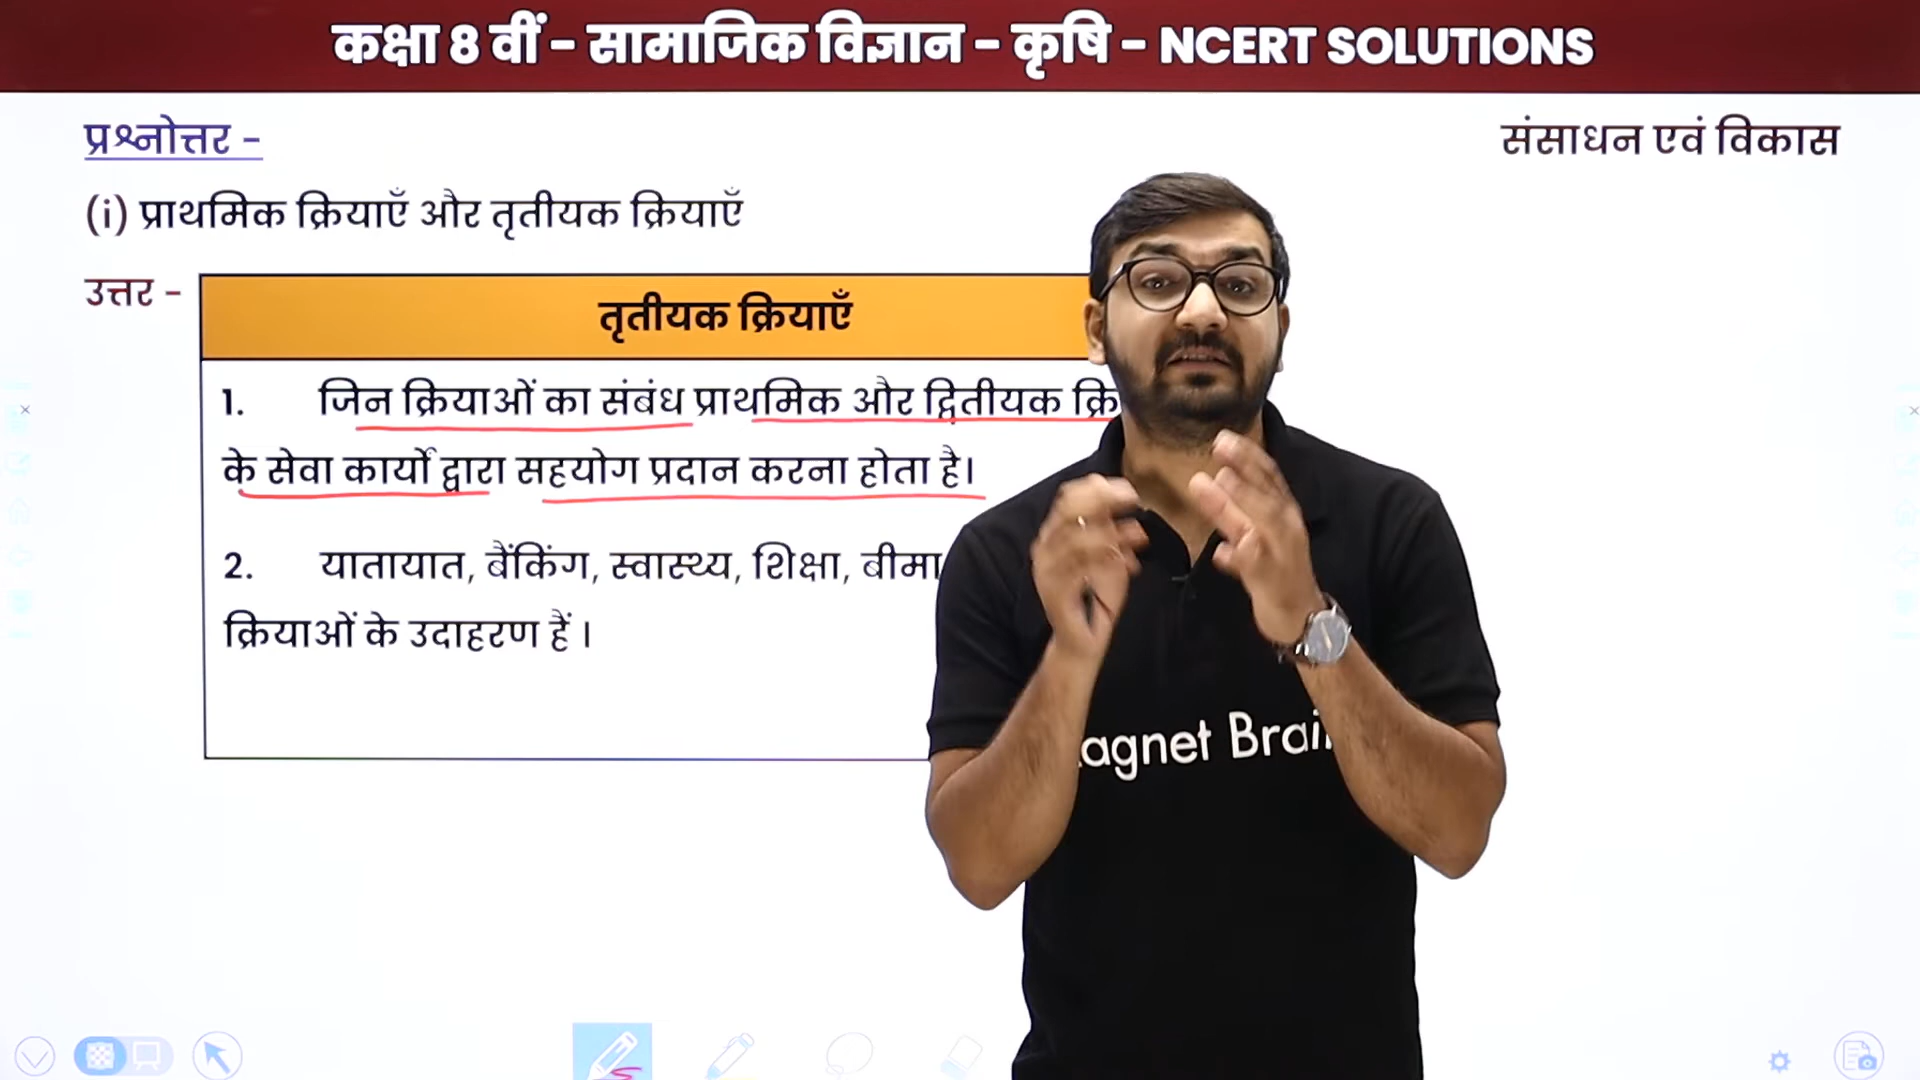 कक्षा 8 वीं - सामाजिक विज्ञान - कृषि - NCERT SOLUTIONS
प्रश्नोत्तर -
संसाधन एवं विकास
(i) प्राथमिक क्रियाएँ और तृतीयक क्रियाएँ
उत्तर -
तृतीयक क्रियाएँ
1. जिन क्रियाओं का संबंध प्राथमिक और द्वितीयक
के सेवा कार्यों द्वारा सहयोग प्रदान करना होता है।
2. यातायात, बैंकिंग, स्वास्थ्य, शिक्षा, बीमा
क्रियाओं के उदाहरण हैं ।
agnet Brai